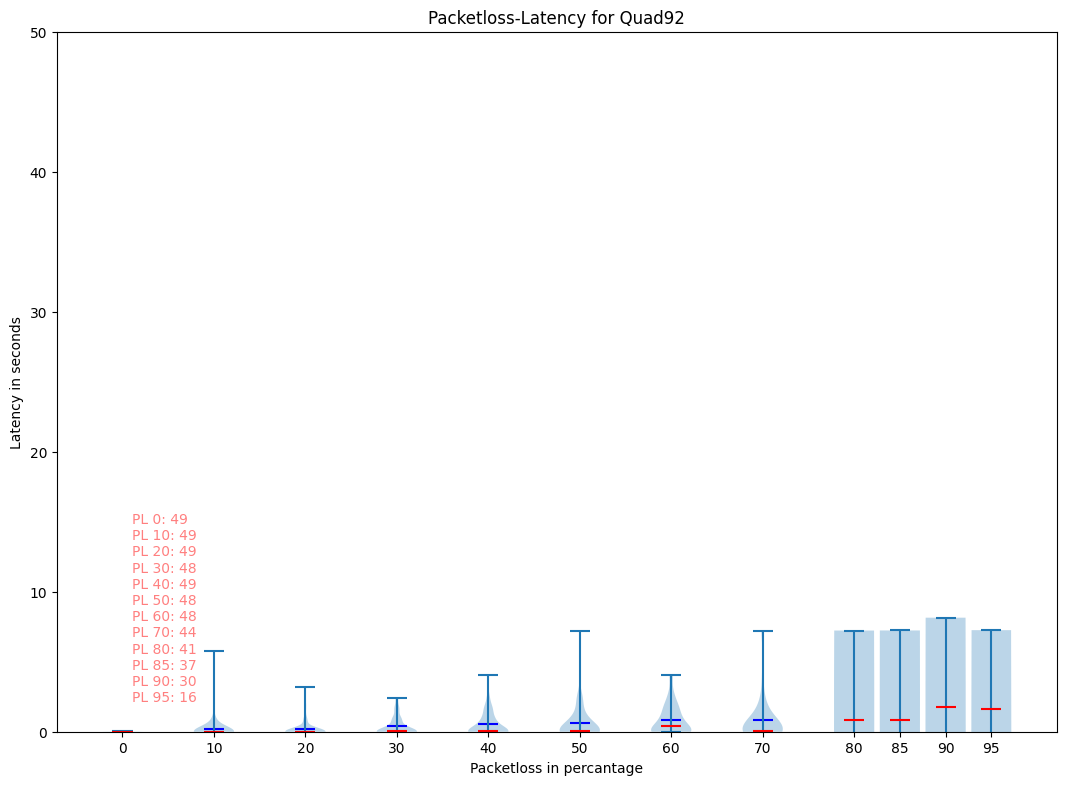 Packetloss-Latency for Quad92
50
40
30
20
10
0
Latency in seconds
PL 0: 49
PL 10: 49
PL 20: 49
PL 30: 48
PL 40: 49
PL 50: 48
PL 60: 48
PL 70: 44
PL 80: 41
PL 85: 37
PL 90: 30
PL 95: 16
0 10 20 30 40 50 60 70 80 85 90 95
Packetloss in percantage